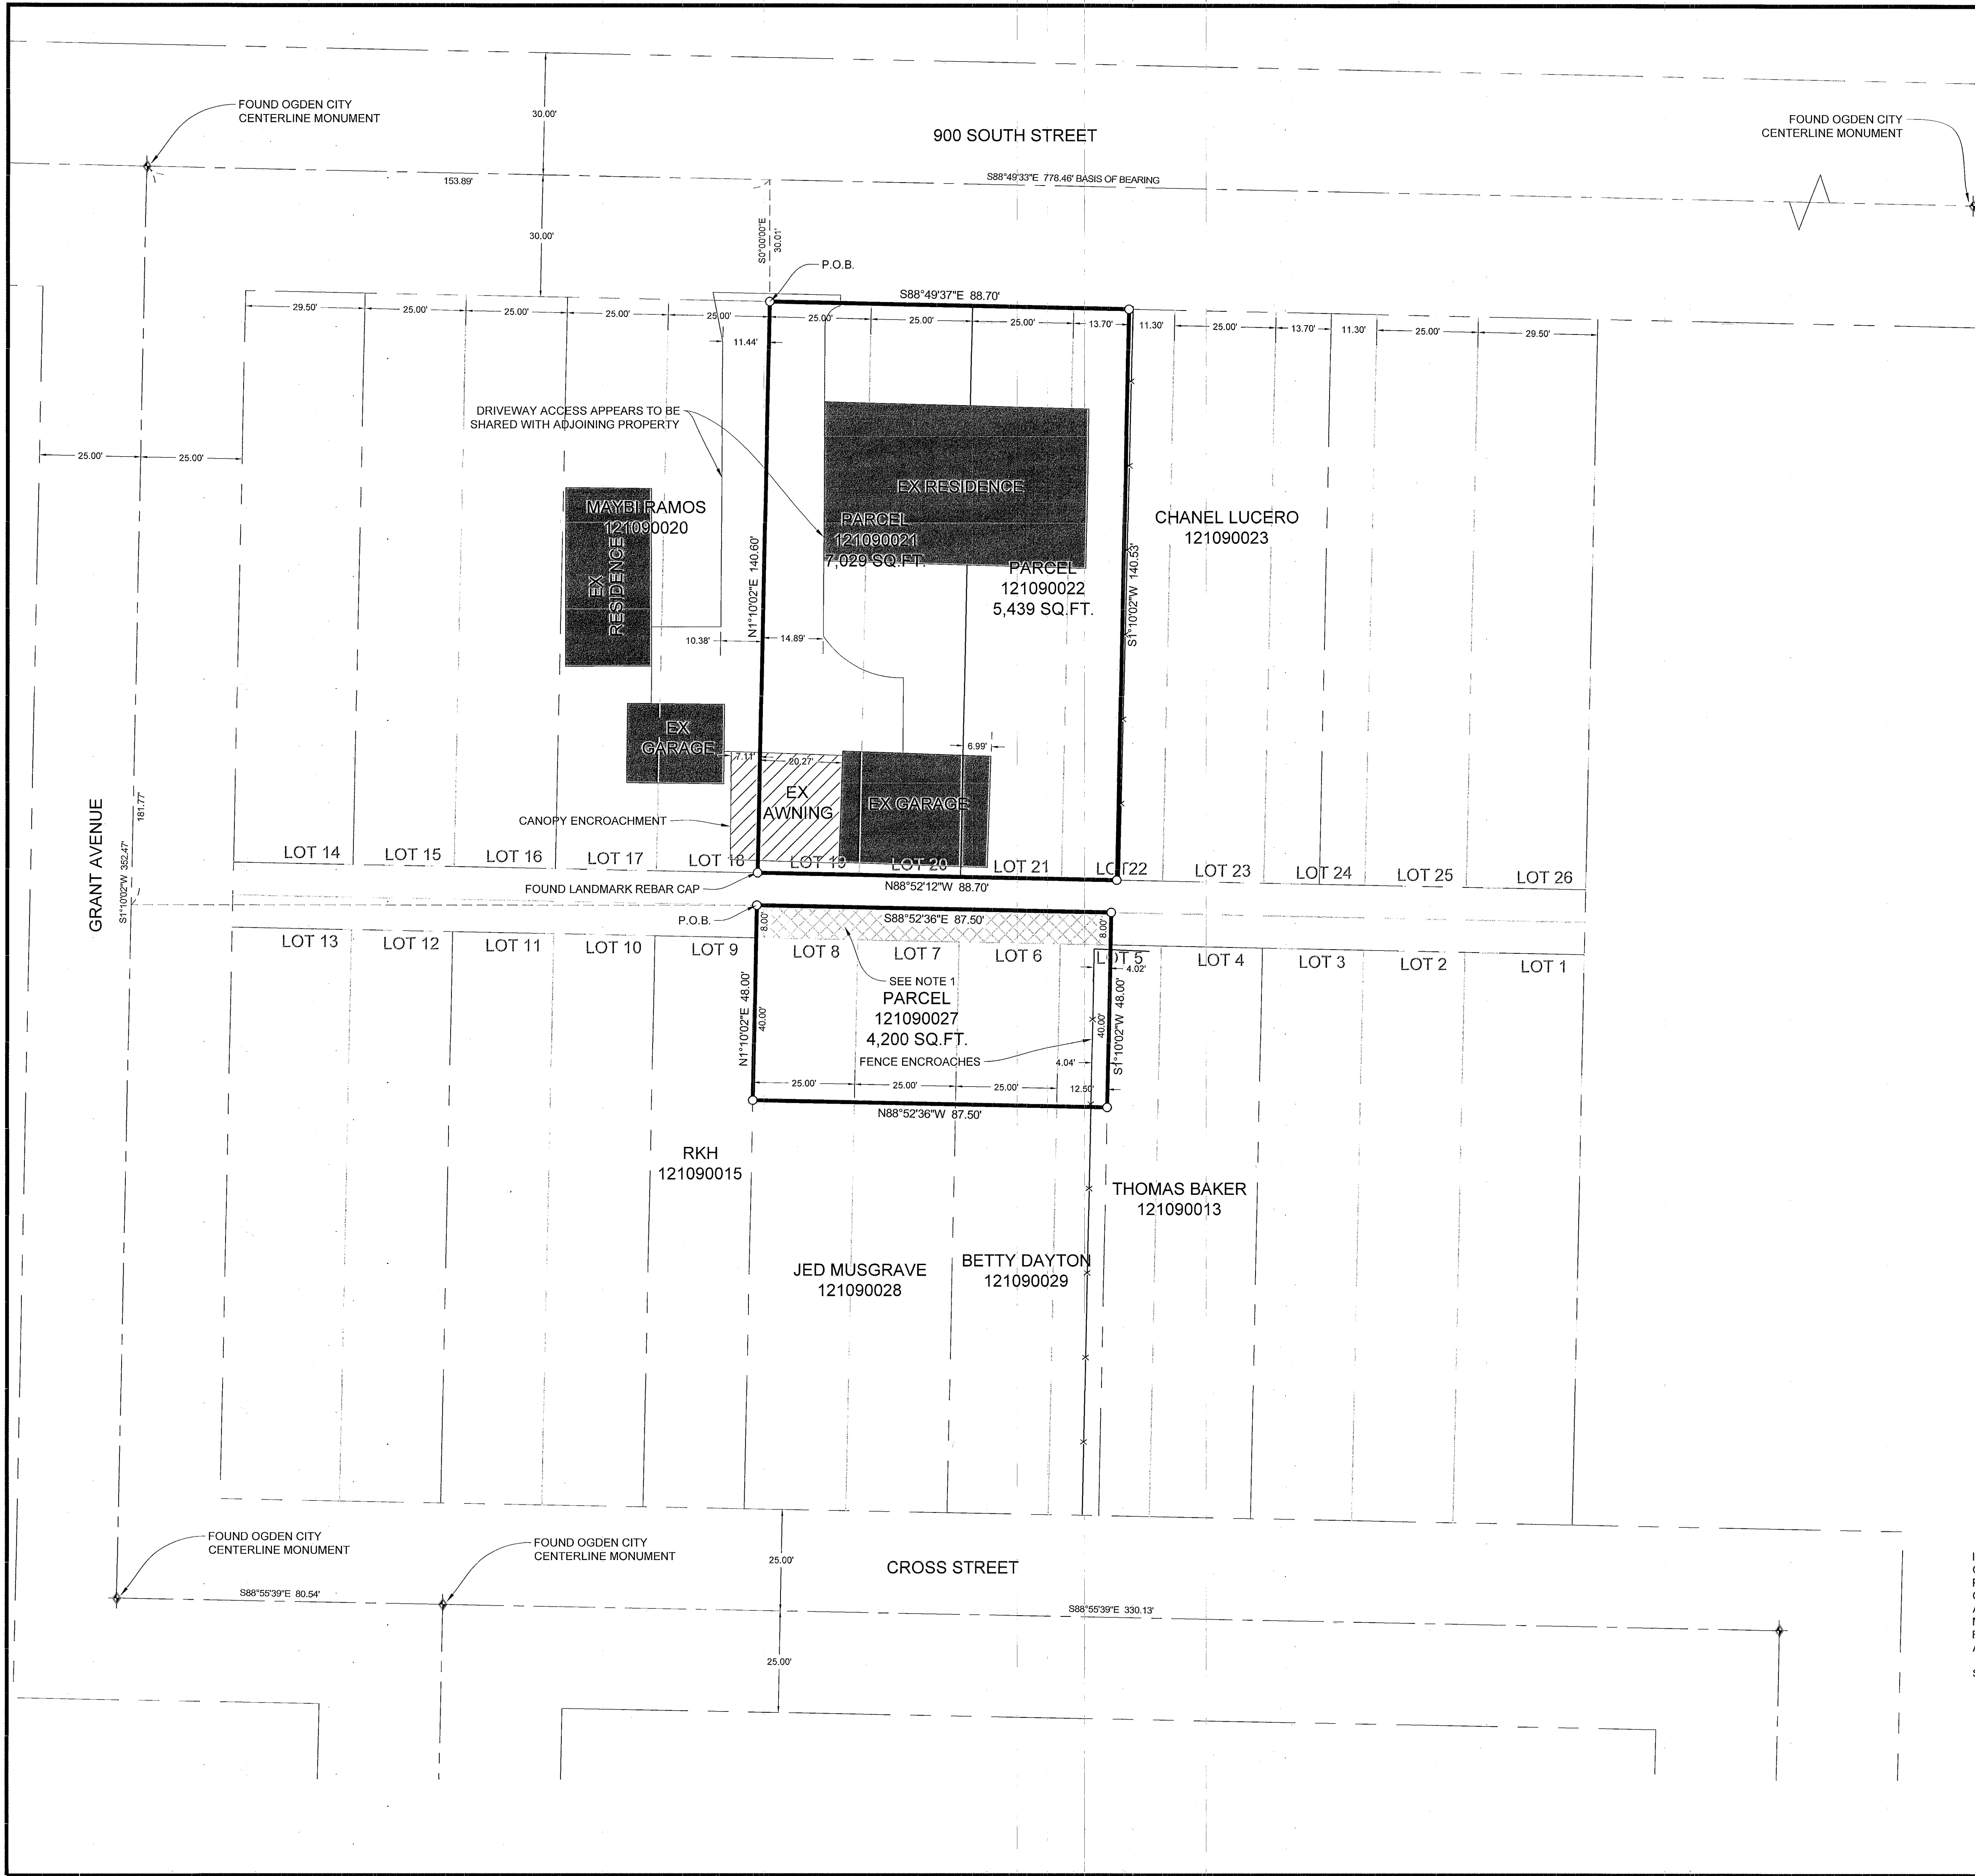 FOUND OGDEN CITY
CENTERLINE MONUMENT
30.00'
900 SOUTH STREET
FOUND OGDEN CITY
CENTERLINE MONUMENT
153.89'
S88°49'33"E 778.46' BASIS OF BEARING
30.00'
S0°00'00"E
30.01'
P.O.B.
S88°49'37"E 88.70'
29.50'
25.00'
25.00'
25.00'
25.00'
25.00'
25.00'
25.00'
13.70'
11.30'
25.00'
13.70'
11.30'
25.00'
29.50'
11.44'
DRIVEWAY ACCESS APPEARS TO BE
SHARED WITH ADJOINING PROPERTY
25.00'
25.00'
EX RESIDENCE
MAYBI RAMOS
121090020
EX
RESIDENCE
PARCEL
121090021
7,029 SQ.FT.
PARCEL
121090022
5,439 SQ.FT.
CHANEL LUCERO
121090023
N1°10'02"E 140.60'
S1°10'02"W 140.53'
10.38'
14.89'
EX
GARAGE
7.11'
20.27'
6.99'
EX
AWNING
EX GARAGE
CANOPY ENCROACHMENT
GRANT AVENUE
S1°10'02"W 352.47'
181.77'
LOT 14
LOT 15
LOT 16
LOT 17
LOT 18
LOT 19
LOT 20
LOT 21
LOT 22
LOT 23
LOT 24
LOT 25
LOT 26
FOUND LANDMARK REBAR CAP
N88°52'12"W 88.70'
P.O.B.
8.00'
S88°52'36"E 87.50'
8.00'
LOT 13
LOT 12
LOT 11
LOT 10
LOT 9
LOT 8
LOT 7
LOT 6
LOT 5
LOT 4
LOT 3
LOT 2
LOT 1
4.02'
SEE NOTE 1
PARCEL
121090027
4,200 SQ.FT.
N1°10'02"E 48.00'
40.00'
40.00'
S1°10'02"W 48.00'
FENCE ENCROACHES
4.04'
25.00'
25.00'
25.00'
12.50'
N88°52'36"W 87.50'
RKH
121090015
THOMAS BAKER
121090013
JED MUSGRAVE
121090028
BETTY DAYTON
121090029
FOUND OGDEN CITY
CENTERLINE MONUMENT
FOUND OGDEN CITY
CENTERLINE MONUMENT
25.00'
CROSS STREET
S88°55'39"E 80.54'
S88°55'39"E 330.13'
25.00'